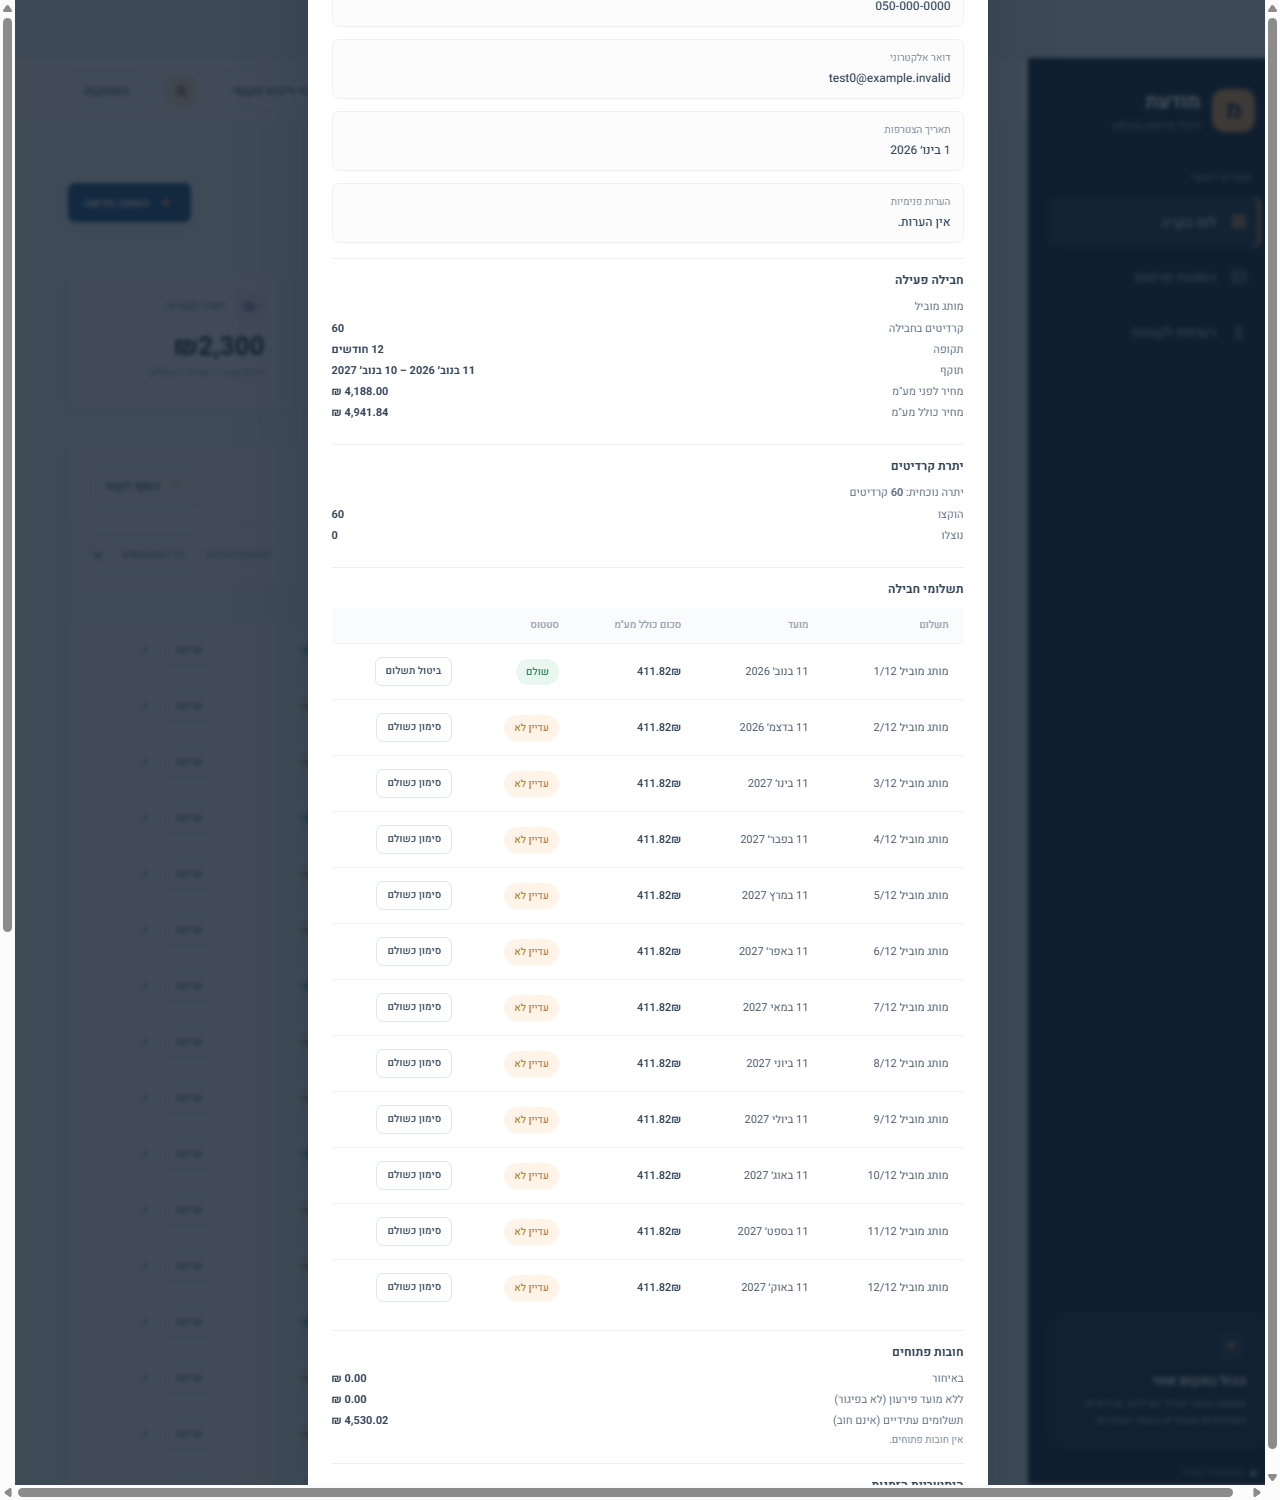 050-000-0000
דואר אלקטרוני
test0@example.invalid
תאריך הצטרפות
1 בינו׳ 2026
הערות פנימיות
אין הערות.
חבילה פעילה
מותג מוביל
קרדיטים בחבילה 60
תקופה 12 חודשים
תוקף 11 בנוב׳ 2026 – 10 בנוב׳ 2027
מחיר לפני מע"מ 4,188.00 ₪
מחיר כולל מע"מ 4,941.84 ₪
יתרת קרדיטים
יתרה נוכחית: 60 קרדיטים
הוקצו 60
נוצלו 0
תשלומי חבילה
תשלום מועד סכום כולל מע"מ סטטוס
מותג מוביל 1/12 11 בנוב׳ 2026 411.82₪ שולם ביטול תשלום
מותג מוביל 2/12 11 בדצמ׳ 2026 411.82₪ עדיין לא סימון כשולם
מותג מוביל 3/12 11 בינו׳ 2027 411.82₪ עדיין לא סימון כשולם
מותג מוביל 4/12 11 בפבר׳ 2027 411.82₪ עדיין לא סימון כשולם
מותג מוביל 5/12 11 במרץ 2027 411.82₪ עדיין לא סימון כשולם
מותג מוביל 6/12 11 באפר׳ 2027 411.82₪ עדיין לא סימון כשולם
מותג מוביל 7/12 11 במאי 2027 411.82₪ עדיין לא סימון כשולם
מותג מוביל 8/12 11 ביוני 2027 411.82₪ עדיין לא סימון כשולם
מותג מוביל 9/12 11 ביולי 2027 411.82₪ עדיין לא סימון כשולם
מותג מוביל 10/12 11 באוג׳ 2027 411.82₪ עדיין לא סימון כשולם
מותג מוביל 11/12 11 בספט׳ 2027 411.82₪ עדיין לא סימון כשולם
מותג מוביל 12/12 11 באוק׳ 2027 411.82₪ עדיין לא סימון כשולם
חובות פתוחים
באיחור 0.00 ₪
ללא מועד פירעון (לא בפיגור) 0.00 ₪
תשלומים עתידיים (אינם חוב) 4,530.02 ₪
אין חובות פתוחים.
היסטוריית הזמנות
מודעת
לוח בקרה
רשימת לקוחות
₪2,300